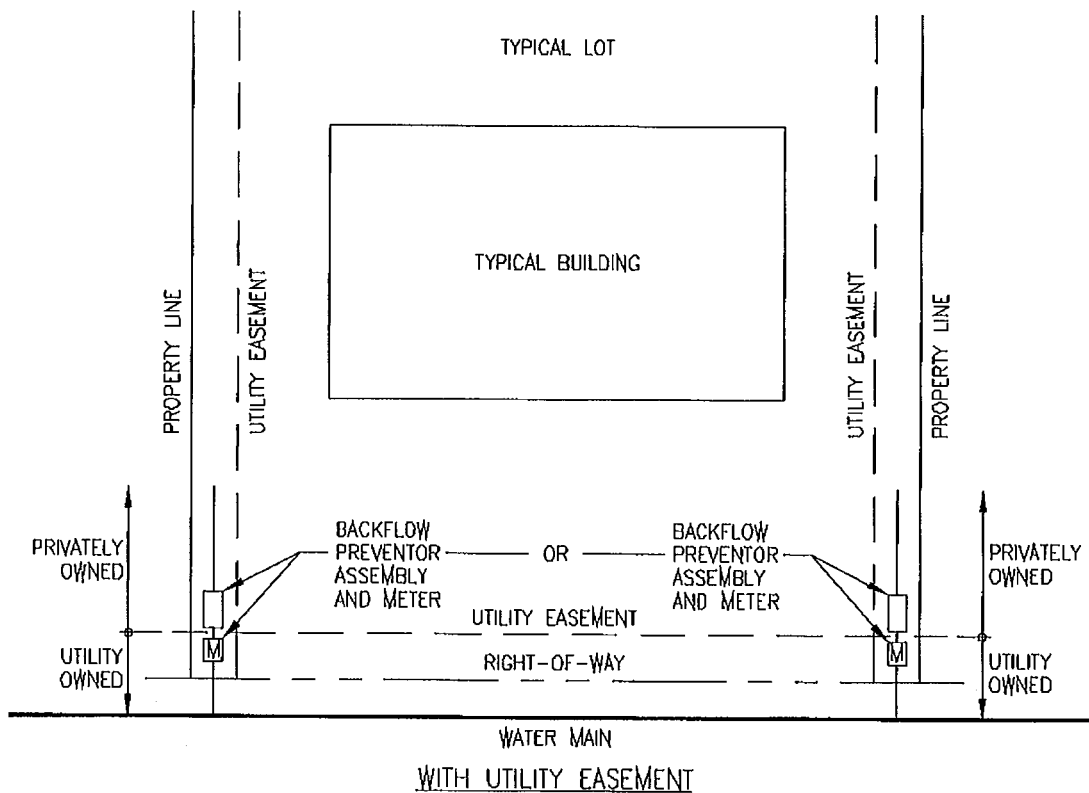 TYPICAL LOT
TYPICAL BUILDING
PROPERTY LINE
UTILITY EASEMENT
UTILITY EASEMENT
PROPERTY LINE
PRIVATELY
OWNED
BACKFLOW
PREVENTOR
ASSEMBLY
AND METER
OR
BACKFLOW
PREVENTOR
ASSEMBLY
AND METER
PRIVATELY
OWNED
UTILITY EASEMENT
M
M
UTILITY
OWNED
RIGHT-OF-WAY
UTILITY
OWNED
WATER MAIN
WITH UTILITY EASEMENT